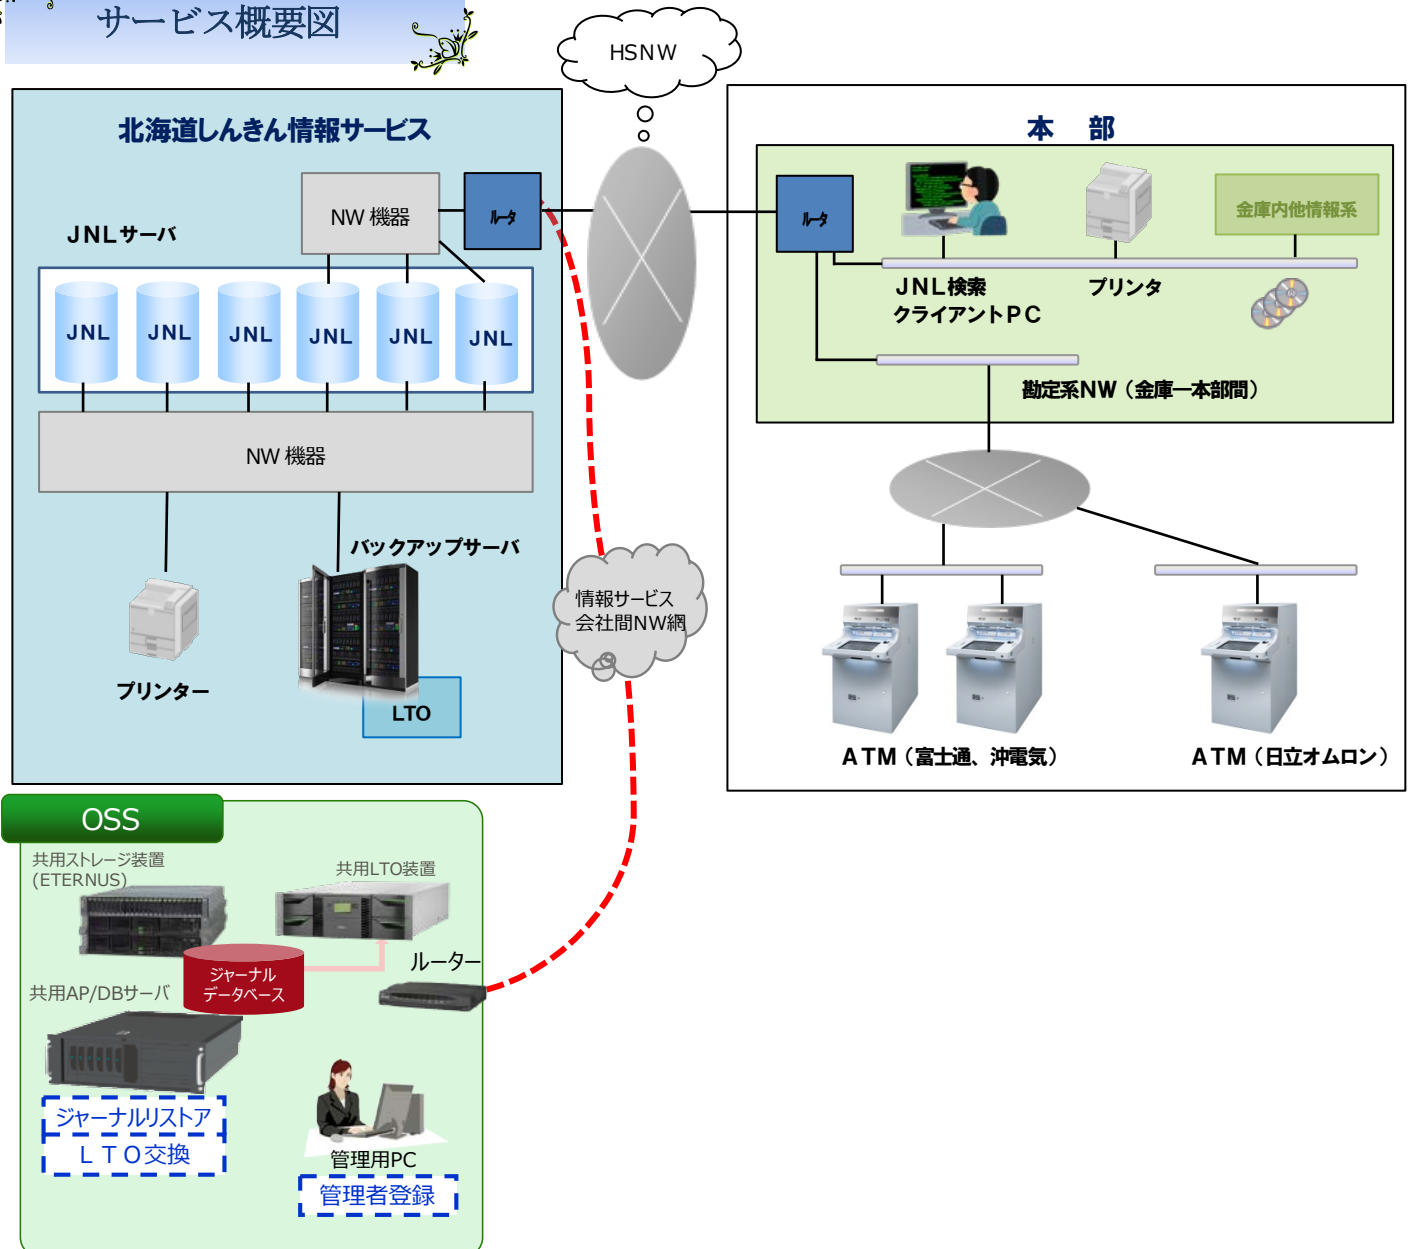 サービス概要図
HSNW
北海道しんきん情報サービス
NW 機器
ルータ
JNLサーバ
JNL
JNL
JNL
JNL
JNL
JNL
NW 機器
バックアップサーバ
プリンター
LTO
情報サービス
会社間NW網
本 部
ルータ
金庫内他情報系
JNL検索
クライアントPC
プリンタ
勘定系NW（金庫ー本部間）
ATM（富士通、沖電気）
ATM（日立オムロン）
OSS
共用ストレージ装置
(ETERNUS)
共用LTO装置
ジャーナル
データベース
ルーター
共用AP/DBサーバ
ジャーナルリストア
LTO交換
管理用PC
管理者登録